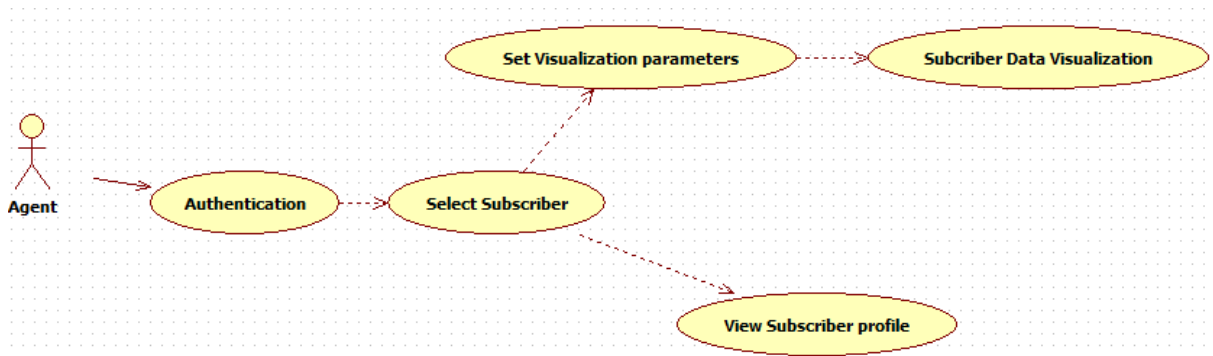 Set Visualization parameters
Subcriber Data Visualization
Agent
Authentication
Select Subscriber
View Subscriber profile